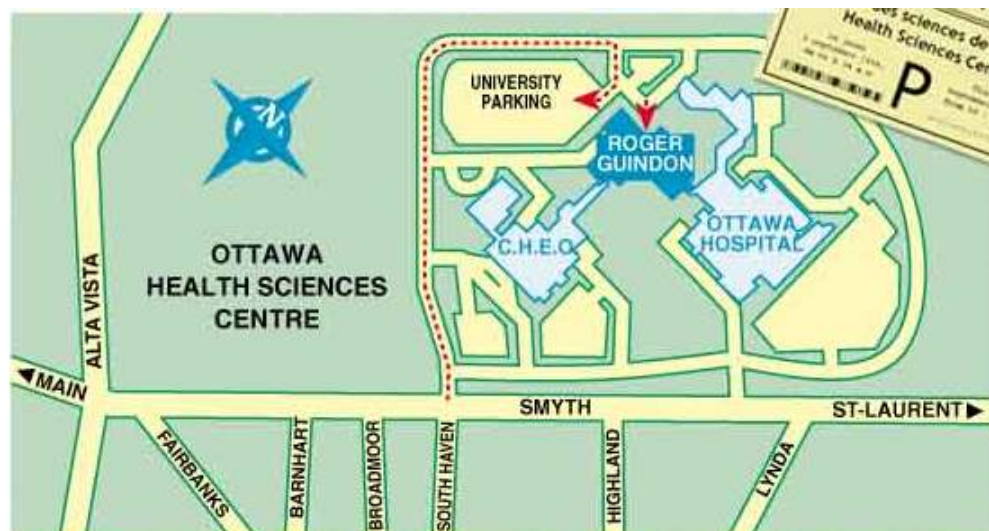 sciences de
Health Sciences Cen
P
N
UNIVERSITY
PARKING
ROGER
GUINDON
C.H.E.O
OTTAWA
HOSPITAL
OTTAWA
HEALTH SCIENCES
CENTRE
ALTA VISTA
MAIN
SMYTH
ST-LAURENT
FAIRBANKS
BARNHART
BROADMOOR
SOUTH HAVEN
HIGHLAND
LYNDA